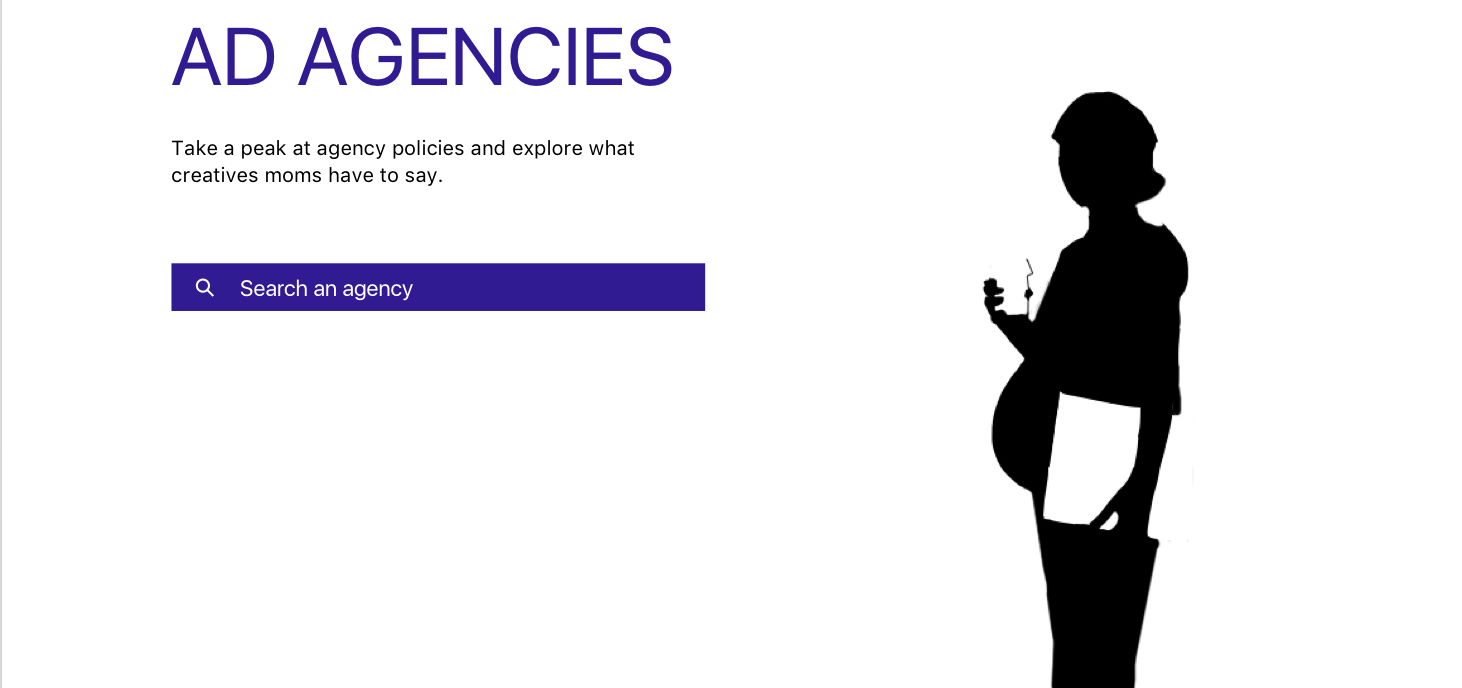 AD AGENCIES
Take a peak at agency policies and explore what
creatives moms have to say.
Search an agency